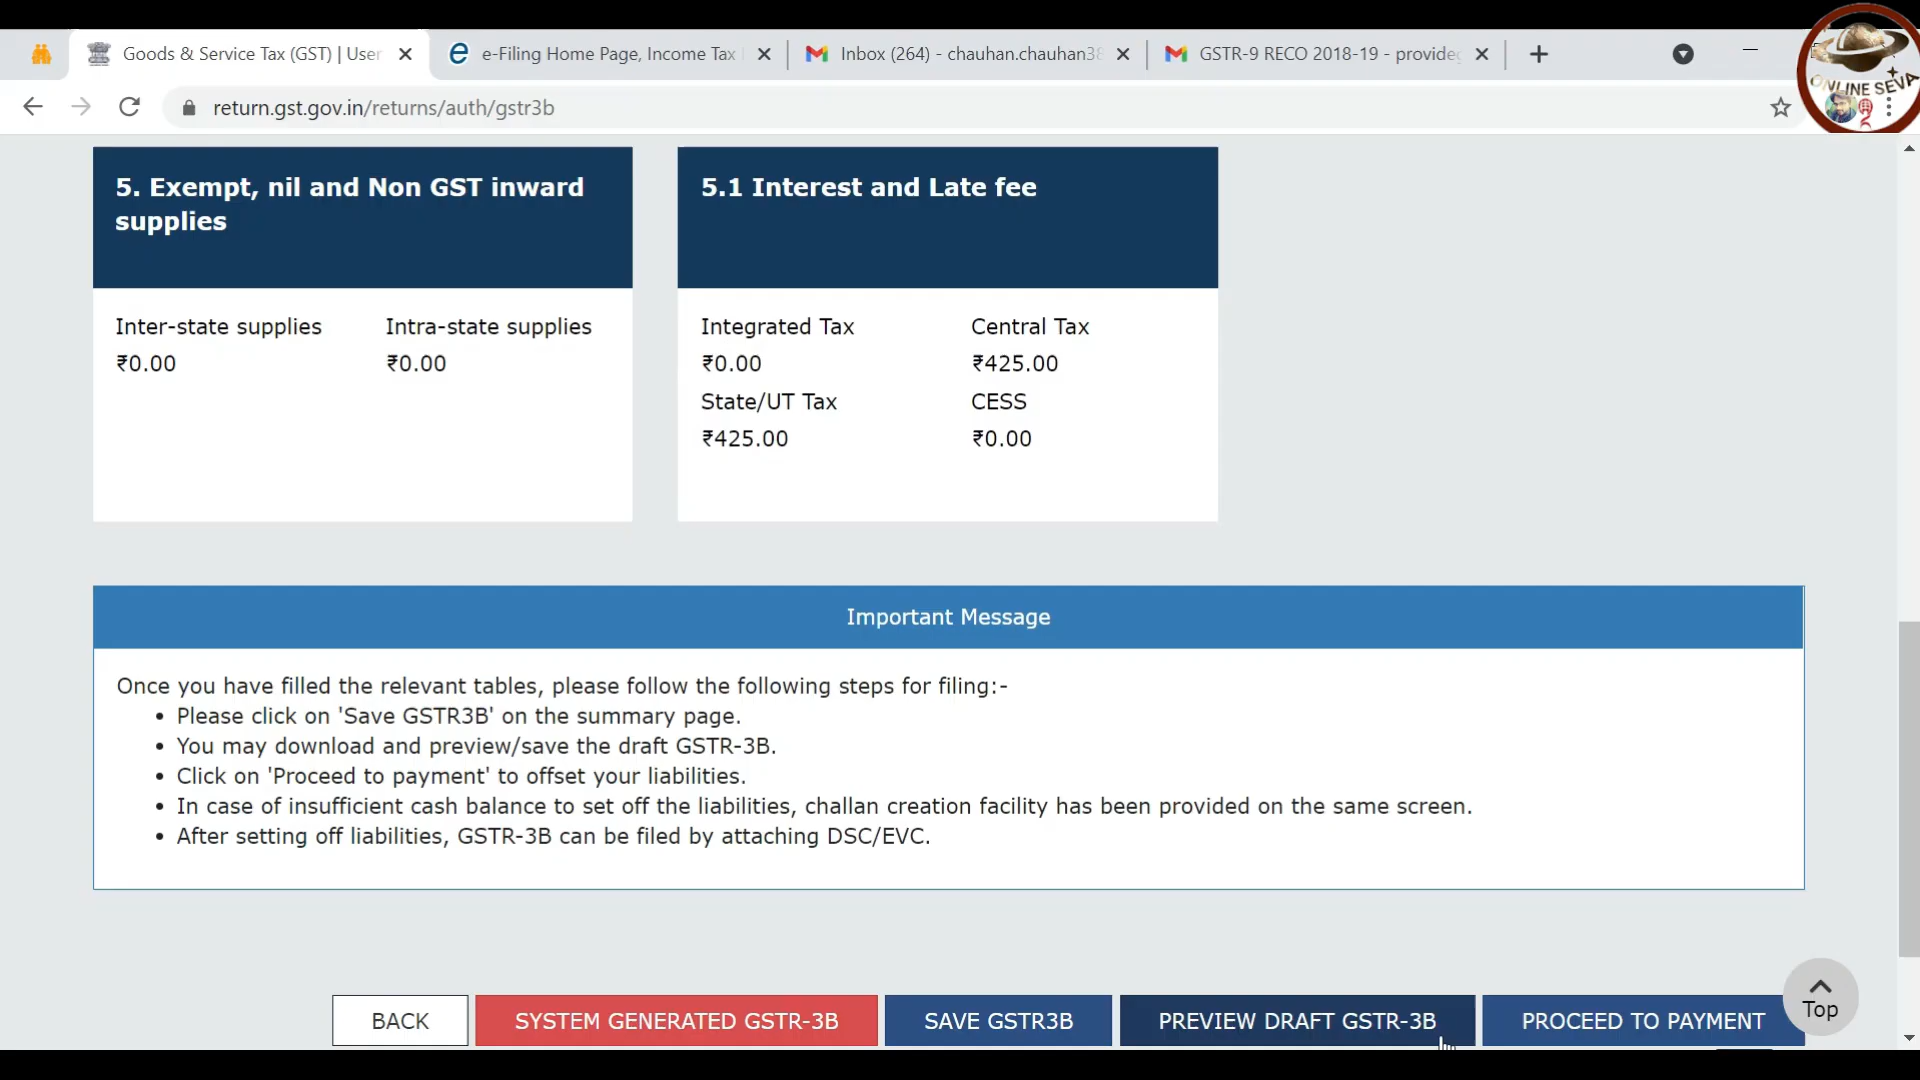 Goods & Service Tax (GST) | User
e-Filing Home Page, Income Tax
Inbox (264) - chauhan.chauhan38
GSTR-9 RECO 2018-19 - provideg
return.gst.gov.in/returns/auth/gstr3b
ONLINE SEVA
5. Exempt, nil and Non GST inward
supplies
Inter-state supplies
Intra-state supplies
₹0.00
₹0.00
5.1 Interest and Late fee
Integrated Tax
Central Tax
₹0.00
₹425.00
State/UT Tax
CESS
₹425.00
₹0.00
Important Message
Once you have filled the relevant tables, please follow the following steps for filing:-
• Please click on 'Save GSTR3B' on the summary page.
• You may download and preview/save the draft GSTR-3B.
• Click on 'Proceed to payment' to offset your liabilities.
• In case of insufficient cash balance to set off the liabilities, challan creation facility has been provided on the same screen.
• After setting off liabilities, GSTR-3B can be filed by attaching DSC/EVC.
Top
BACK
SYSTEM GENERATED GSTR-3B
SAVE GSTR3B
PREVIEW DRAFT GSTR-3B
PROCEED TO PAYMENT